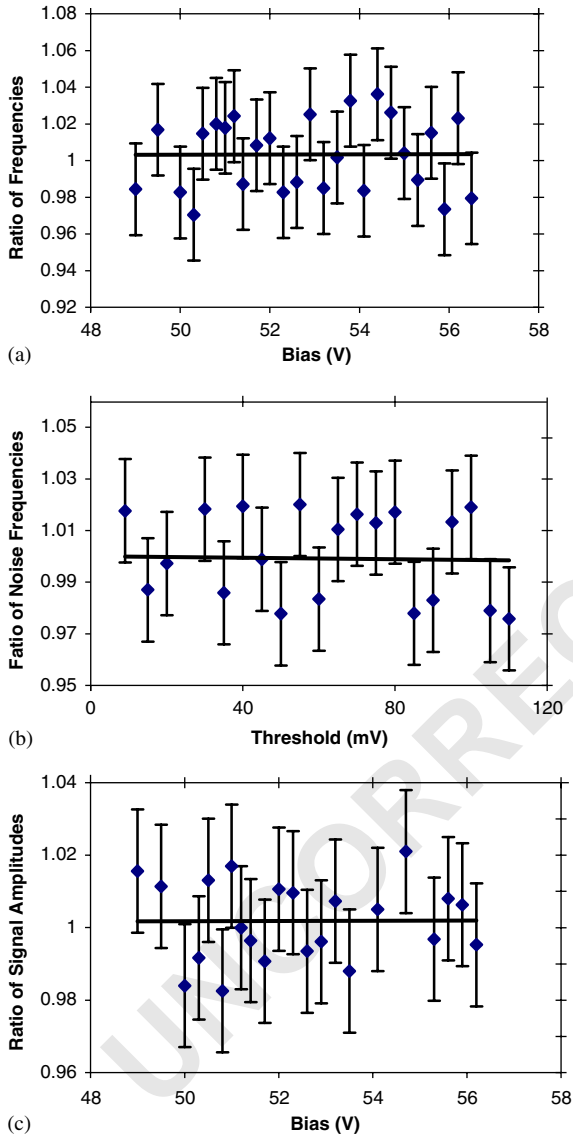 1.08
1.06
1.04
1.02
1
0.98
0.96
0.94
0.92
Ratio of Frequencies
48 50 52 54 56 58
(a) Bias (V)
1.05
1.03
1.01
0.99
0.97
0.95
Fatio of Noise Frequencies
0 40 80 120
(b) Threshold (mV)
1.04
1.02
1
0.98
0.96
Ratio of Signal Amplitudes
48 50 52 54 56 58
(c) Bias (V)
UNCORREC